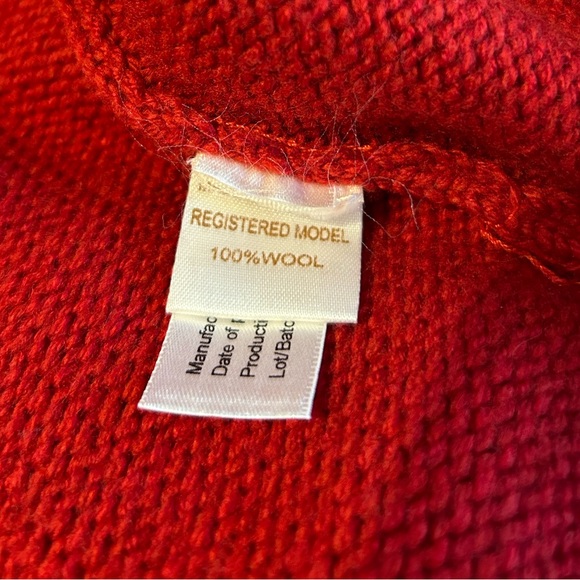 REGISTERED MODEL
100%WOOL
Manufac
Date of p
Producti
Lot/Batc